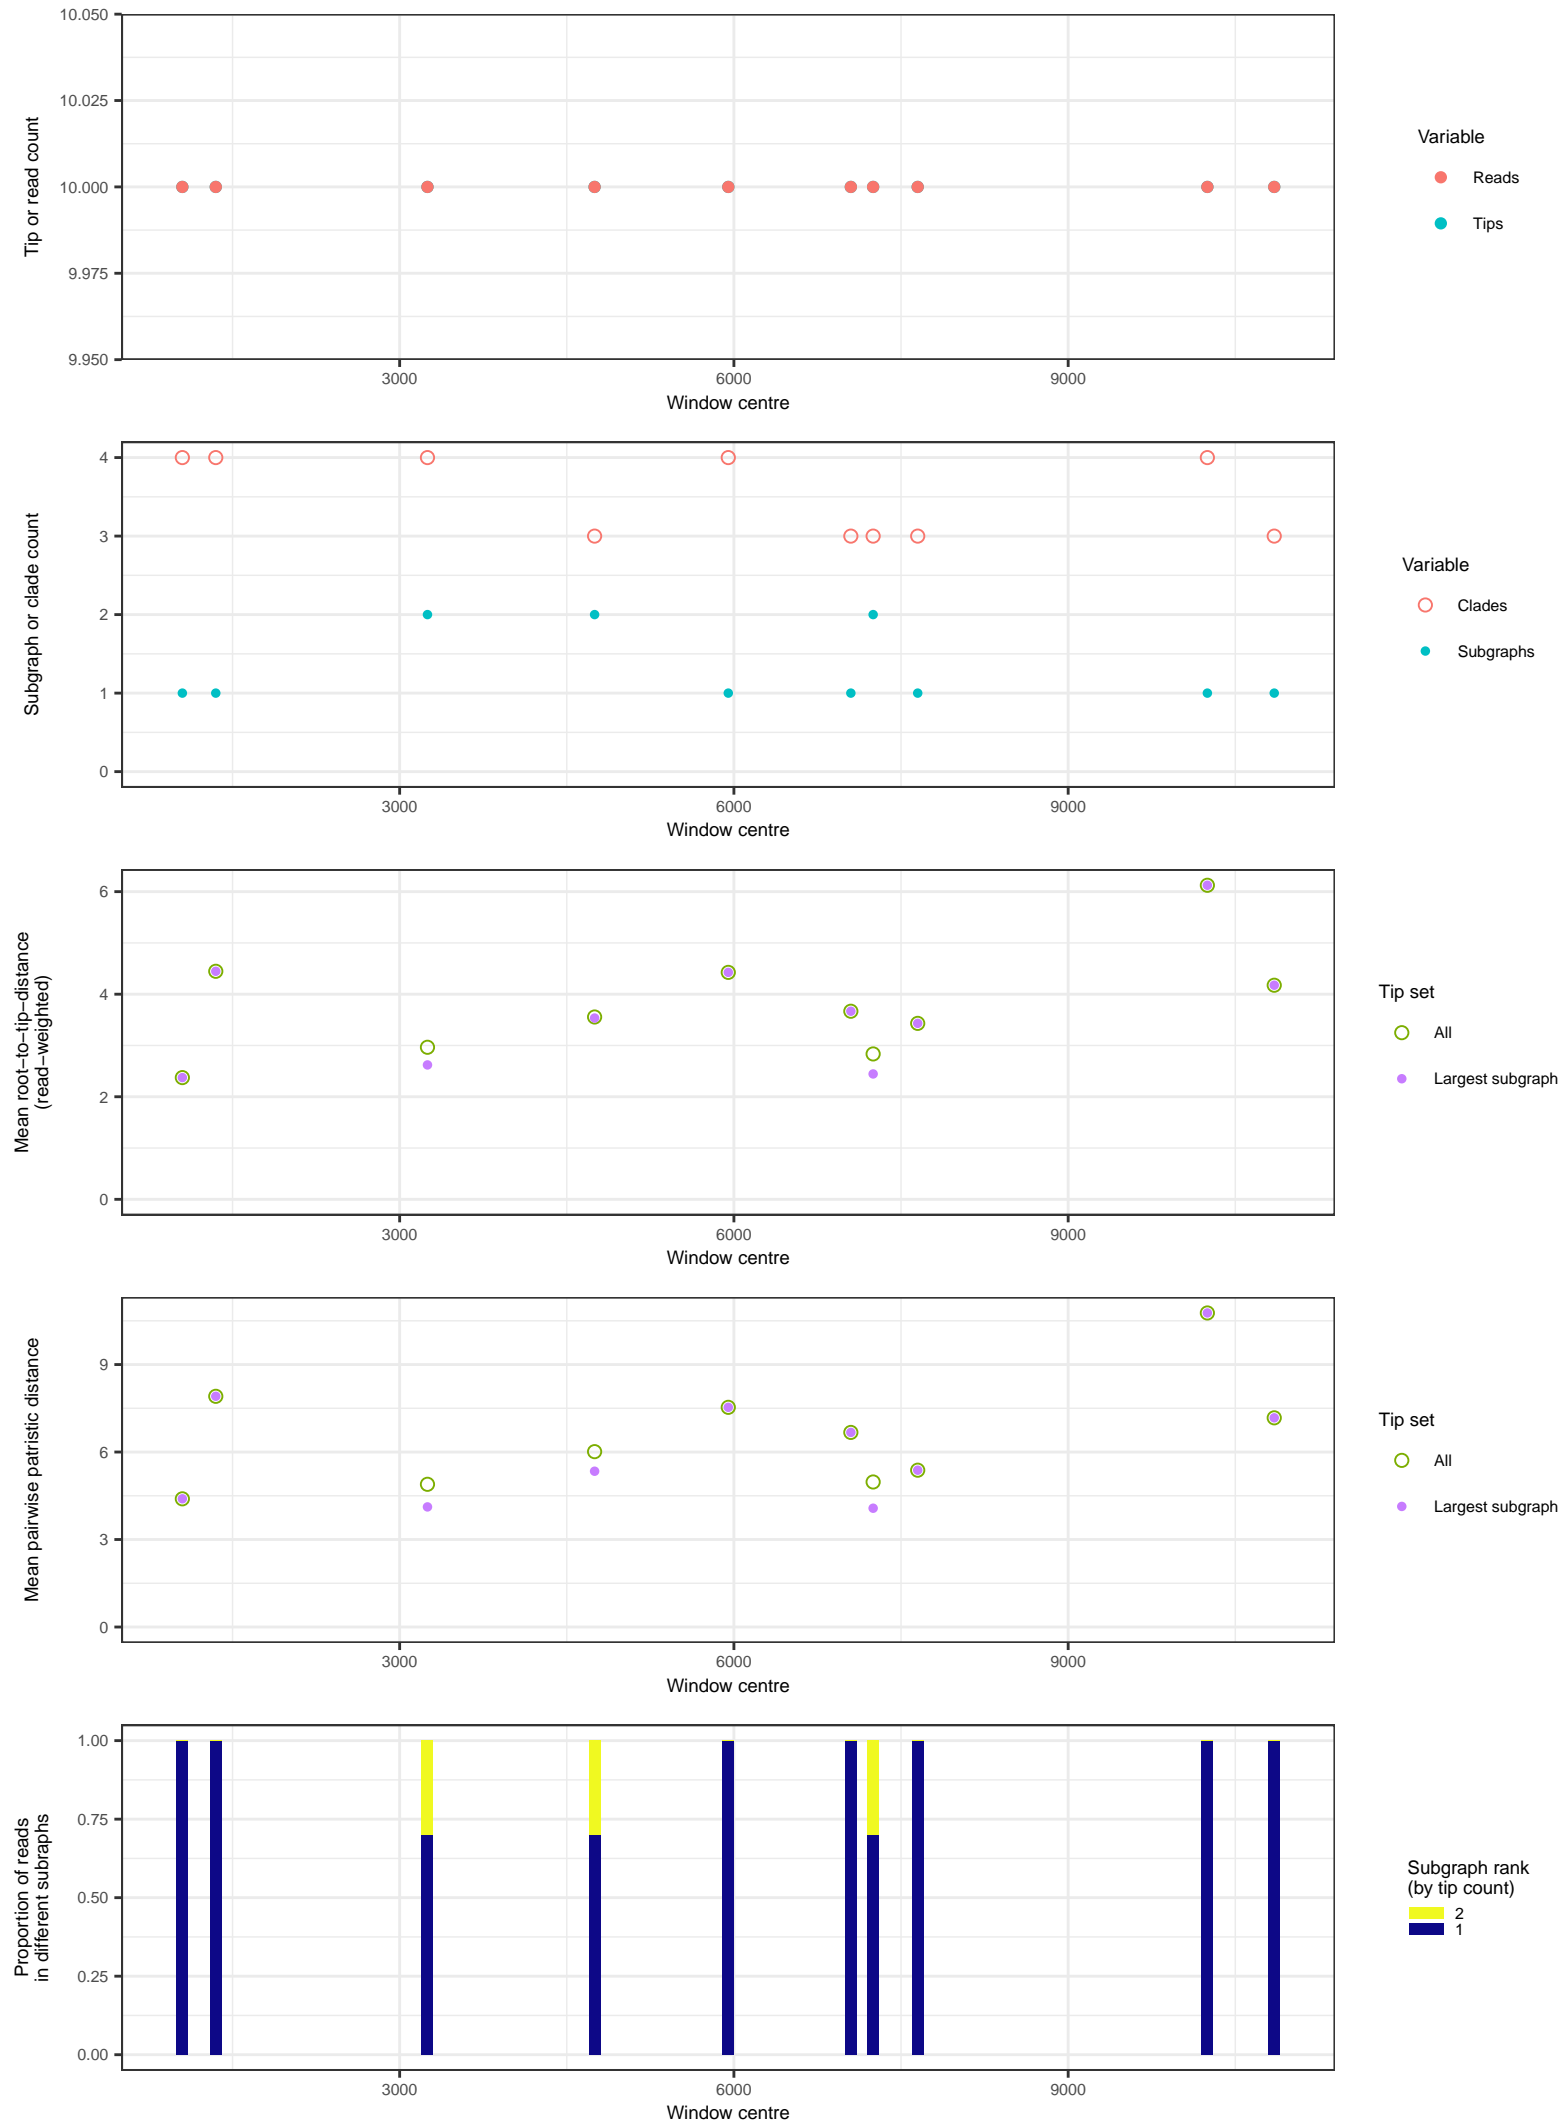 10.050
10.025
10.000
9.975
9.950
Tip or read count
3000
6000
9000
Window centre
Variable
Reads
Tips
4
3
2
1
0
Subgraph or clade count
3000
6000
9000
Window centre
Variable
Clades
Subgraphs
6
4
2
0
Mean root−to−tip−distance
(read−weighted)
3000
6000
9000
Window centre
Tip set
All
Largest subgraph
9
6
3
0
Mean pairwise patristic distance
3000
6000
9000
Window centre
Tip set
All
Largest subgraph
1.00
0.75
0.50
0.25
0.00
Proportion of reads
in different subraphs
3000
6000
9000
Window centre
Subgraph rank
(by tip count)
2
1